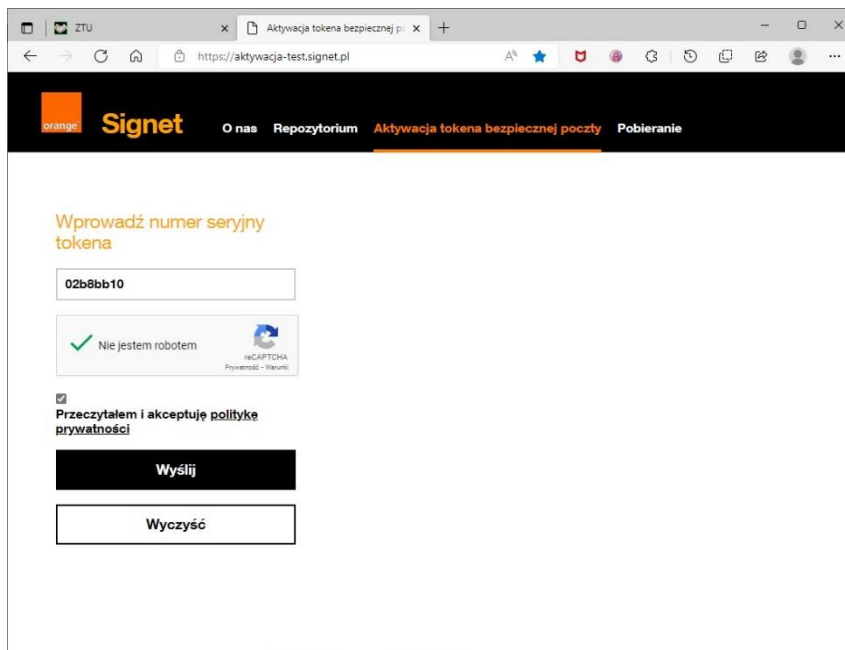 ZTU
Aktywacja tokena bezpiecznej po
https://aktywacja-test.signet.pl
orange
Signet
O nas Repozytorium Aktywacja tokena bezpiecznej poczty Pobieranie
Wprowadź numer seryjny
tokena
02b8bb10
Nie jestem robotem
reCAPTCHA
Prywatność - Warunki
Przeczytałem i akceptuję politykę
prywatności
Wyślij
Wyczyść